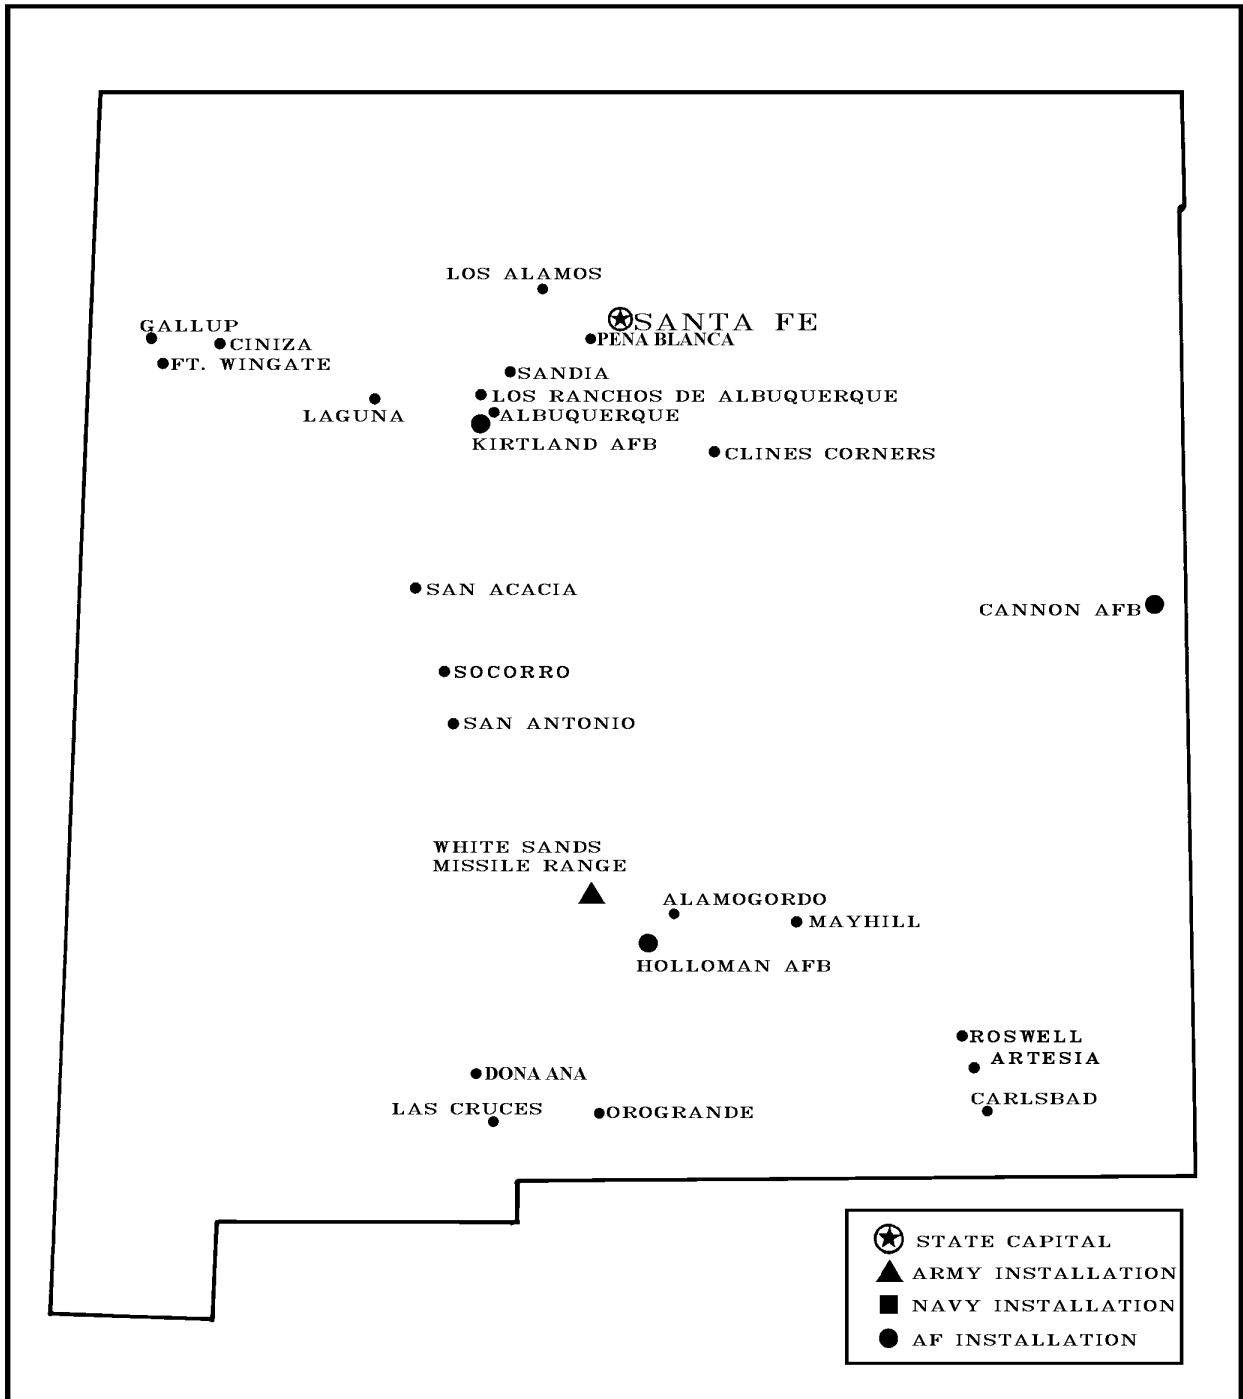 LOS ALAMOS
SANTA FE
GALLUP
PENA BLANCA
CINIZA
FT. WINGATE
SANDIA
LOS RANCHOS DE ALBUQUERQUE
LAGUNA
ALBUQUERQUE
KIRTLAND AFB
CLINES CORNERS
SAN ACACIA
CANNON AFB
SOCORRO
SAN ANTONIO
WHITE SANDS
MISSILE RANGE
ALAMOGORDO
MAYHILL
HOLLOMAN AFB
ROSWELL
ARTESIA
DONA ANA
CARLSBAD
LAS CRUCES
OROGRANDE
STATE CAPITAL
ARMY INSTALLATION
NAVY INSTALLATION
AF INSTALLATION